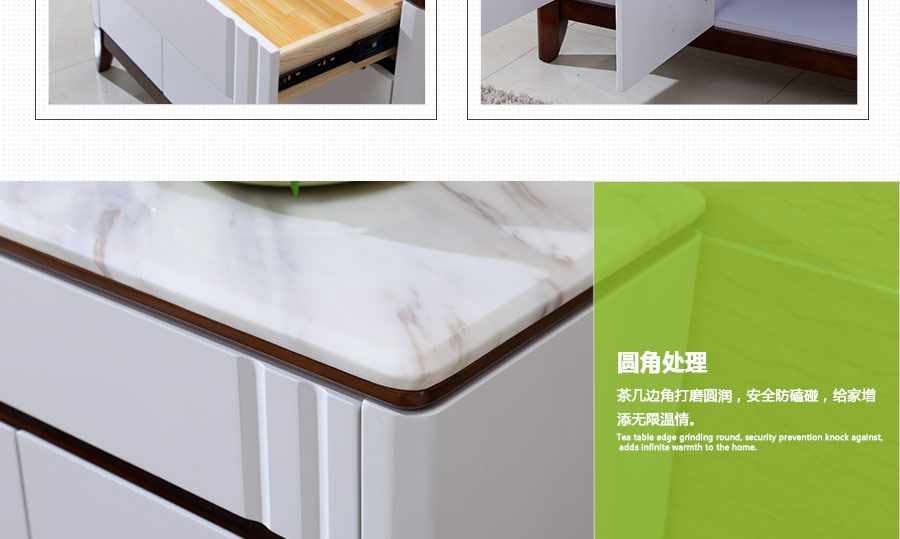 圆角处理
茶几边角打磨圆润，安全防磕碰，给家增
添无限温情。
Tea table edge grinding round, security prevention knock against,
adds infinite warmth to the home.